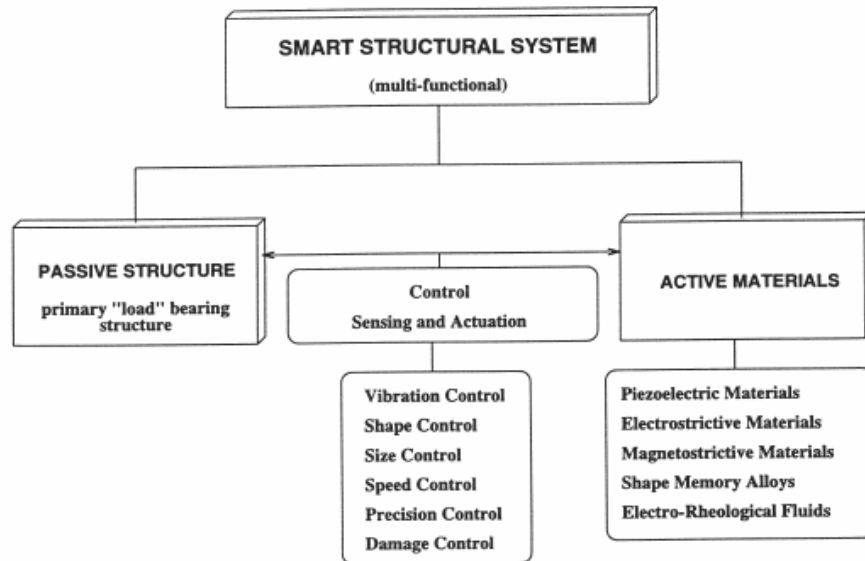 SMART STRUCTURAL SYSTEM
(multi-functional)
PASSIVE STRUCTURE
primary "load" bearing
structure
Control
Sensing and Actuation
ACTIVE MATERIALS
Vibration Control
Shape Control
Size Control
Speed Control
Precision Control
Damage Control
Piezoelectric Materials
Electrostrictive Materials
Magnetostrictive Materials
Shape Memory Alloys
Electro-Rheological Fluids